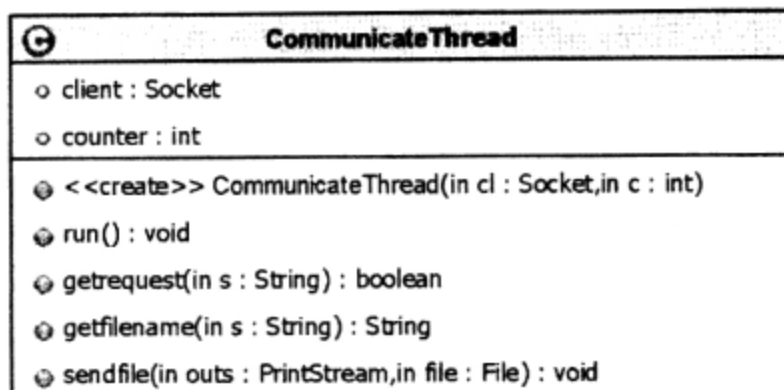 C CommunicateThread
client : Socket
counter : int
<<create>> CommunicateThread(in cl : Socket,in c : int)
run() : void
getrequest(in s : String) : boolean
getfilename(in s : String) : String
sendfile(in outs : PrintStream,in file : File) : void